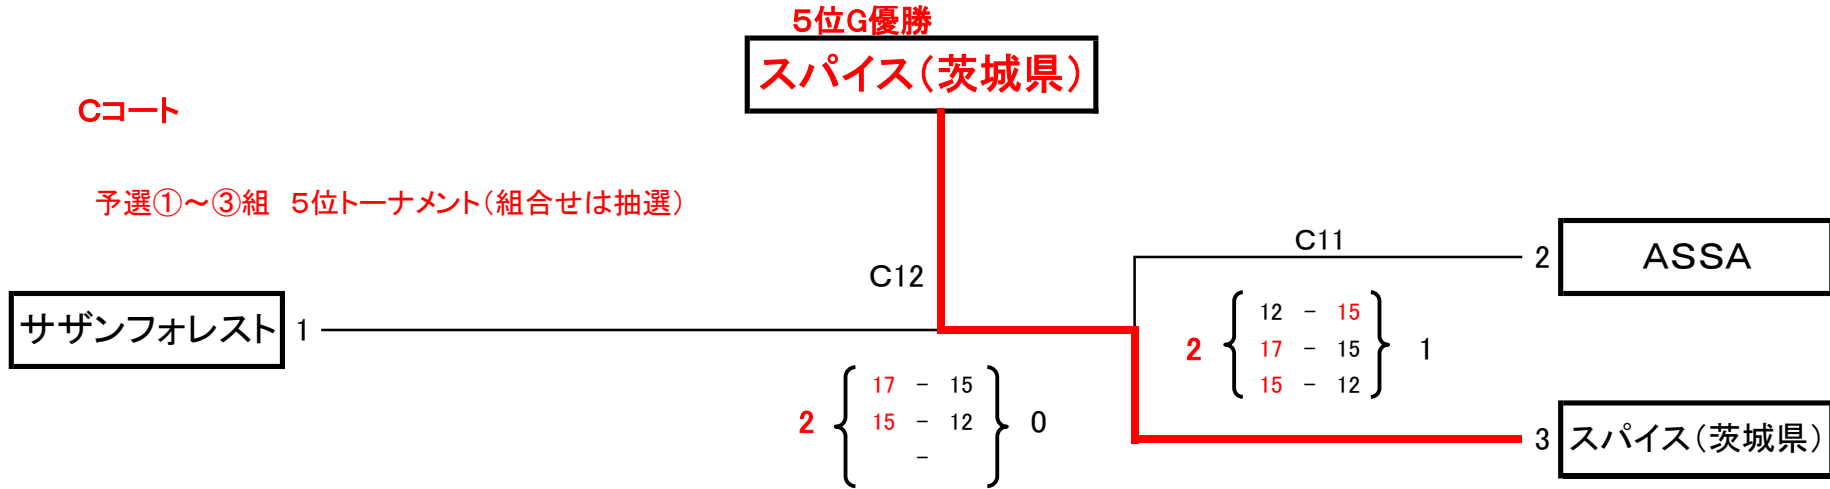 5位G優勝
スパイス(茨城県)
Cコート
予選①～③組　5位トーナメント(組合せは抽選)
C11
2 ASSA
C12
サザンフォレスト 1
12 - 15
2 17 - 15 1
15 - 12
17 - 15
2 15 - 12 0
-
3 スパイス(茨城県)